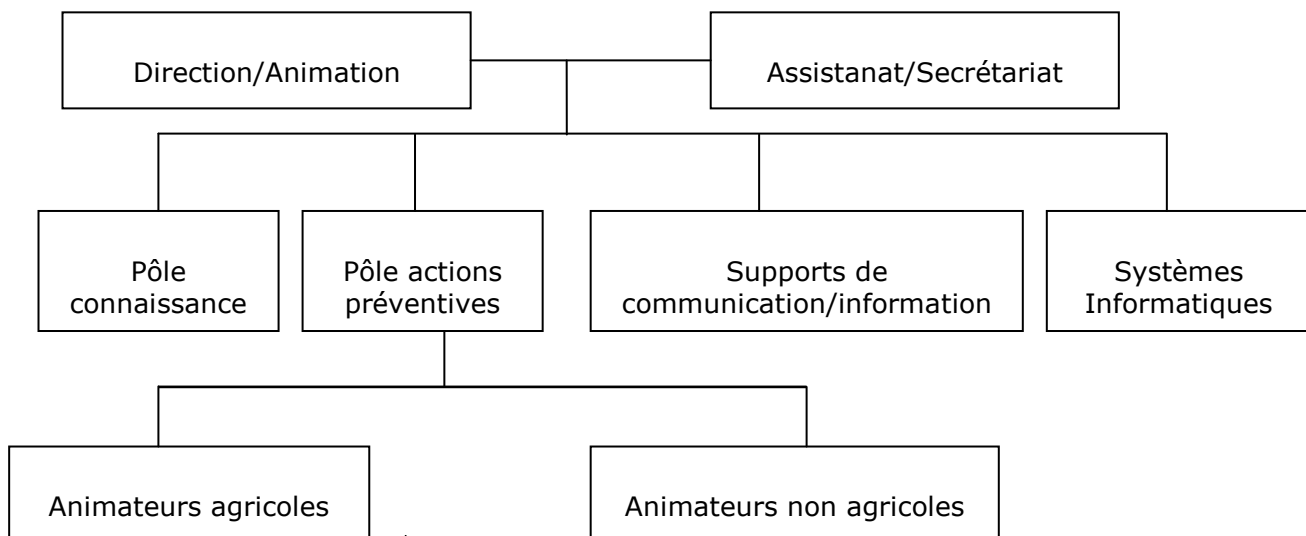 Direction/Animation
Assistanat/Secrétariat
Pôle
connaissance
Pôle actions
préventives
Supports de
communication/information
Systèmes
Informatiques
Animateurs agricoles
Animateurs non agricoles